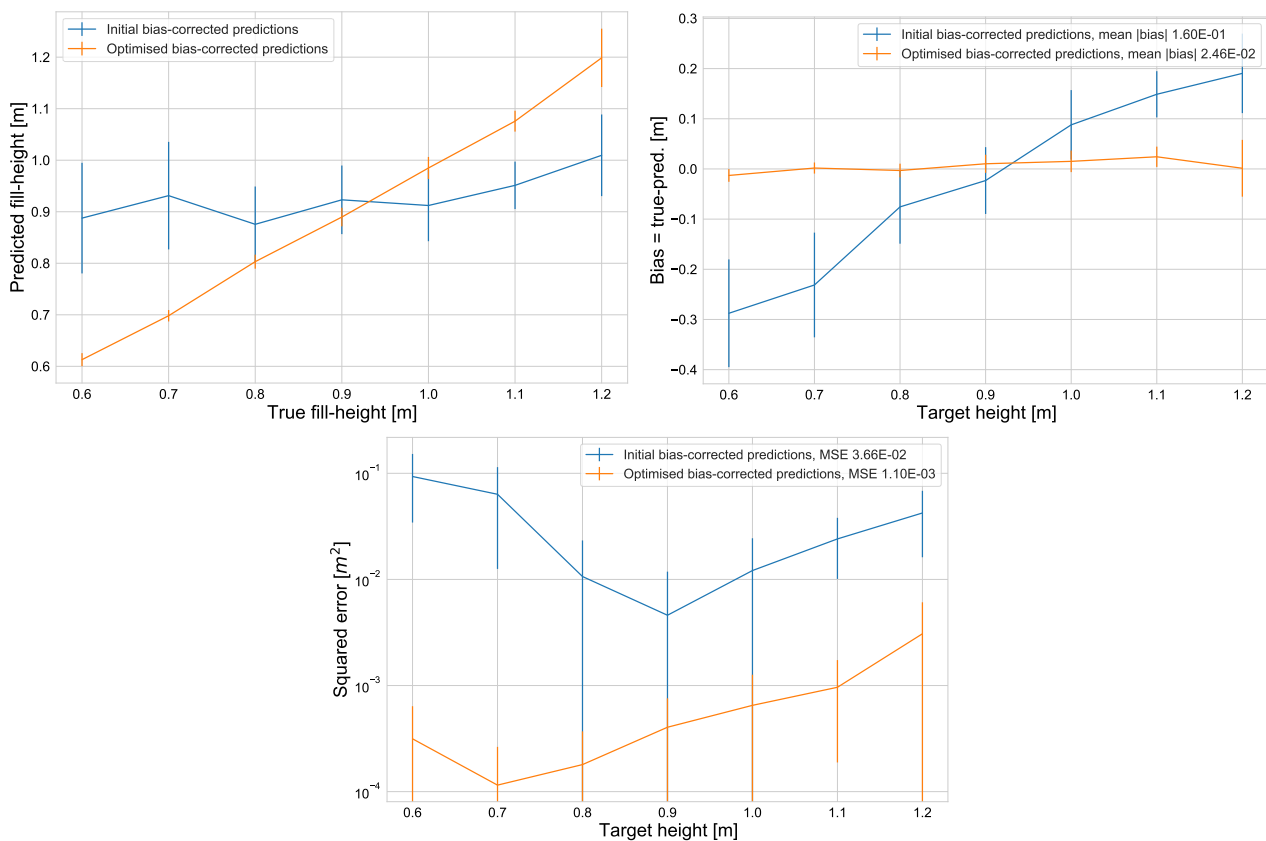 Initial bias-corrected predictions
Optimised bias-corrected predictions
Predicted fill-height [m]
1.2
1.1
1.0
0.9
0.8
0.7
0.6
0.6 0.7 0.8 0.9 1.0 1.1 1.2
True fill-height [m]
Initial bias-corrected predictions, mean |bias| 1.60E-01
Optimised bias-corrected predictions, mean |bias| 2.46E-02
Bias = true-pred. [m]
0.3
0.2
0.1
0.0
−0.1
−0.2
−0.3
−0.4
0.6 0.7 0.8 0.9 1.0 1.1 1.2
Target height [m]
Initial bias-corrected predictions, MSE 3.66E-02
Optimised bias-corrected predictions, MSE 1.10E-03
Squared error [m²]
10⁻¹
10⁻²
10⁻³
10⁻⁴
0.6 0.7 0.8 0.9 1.0 1.1 1.2
Target height [m]